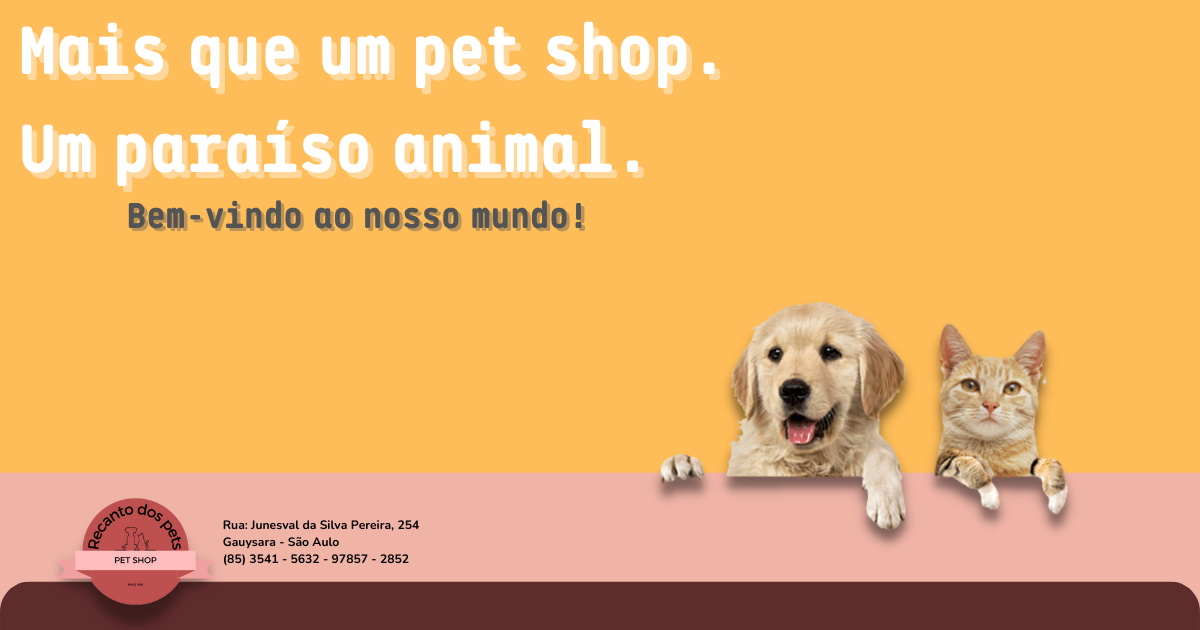 Mais que um pet shop.
Um paraíso animal.
Bem-vindo ao nosso mundo!
Recanto dos pets
PET SHOP
Rua: Junesval da Silva Pereira, 254
Gauysara - São Aulo
(85) 3541 - 5632 - 97857 - 2852